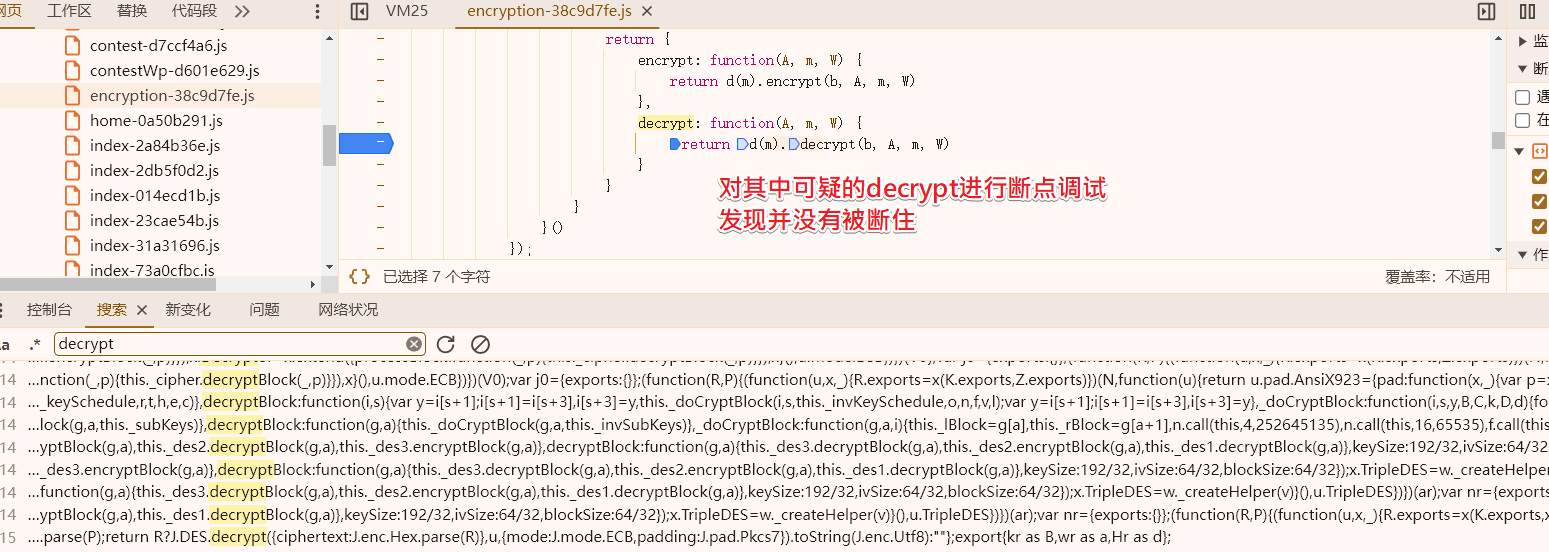 网页 工作区 替换 代码段
contest-d7ccf4a6.js
contestWp-d601e629.js
encryption-38c9d7fe.js
home-0a50b291.js
index-2a84b36e.js
index-2db5f0d2.js
index-014ecd1b.js
index-23cae54b.js
index-31a31696.js
index-73a0cfbc.js
VM25 encryption-38c9d7fe.js
return {
encrypt: function(A, m, W) {
return d(m).encrypt(b, A, m, W)
},
decrypt: function(A, m, W) {
return d(m).decrypt(b, A, m, W)
}
}
}
}()
});
对其中可疑的decrypt进行断点调试
发现并没有被断住
{} 已选择 7 个字符 覆盖率：不适用
监
断
遇
在
作
控制台 搜索 新变化 问题 网络状况
Aa .* decrypt
14 ...nction(_,p){this._cipher.decryptBlock(_,p)}}),x}(),u.mode.ECB})})(V0);var j0={exports:{}};(function(R,P){(function(u,x,_){R.exports=x(K.exports,Z.exports)})(N,function(u){return u.pad.AnsiX923={pad:function(x,_){var p=x
14 ..._keySchedule,r,t,h,e,c)},decryptBlock:function(i,s){var y=i[s+1];i[s+1]=i[s+3],i[s+3]=y,this._doCryptBlock(i,s,this._invKeySchedule,o,n,f,v,l);var y=i[s+1];i[s+1]=i[s+3],i[s+3]=y},_doCryptBlock:function(i,s,y,B,C,k,D,d){fo
14 ...lock(g,a,this._subKeys)},decryptBlock:function(g,a){this._doCryptBlock(g,a,this._invSubKeys)},_doCryptBlock:function(g,a,i){this._lBlock=g[a],this._rBlock=g[a+1],n.call(this,4,252645135),n.call(this,16,65535),f.call(this
14 ...yptBlock(g,a),this._des2.decryptBlock(g,a),this._des3.encryptBlock(g,a)},decryptBlock:function(g,a){this._des3.decryptBlock(g,a),this._des2.encryptBlock(g,a),this._des1.decryptBlock(g,a)},keySize:192/32,ivSize:64/32
14 ..._des3.encryptBlock(g,a)},decryptBlock:function(g,a){this._des3.decryptBlock(g,a),this._des2.encryptBlock(g,a),this._des1.decryptBlock(g,a)},keySize:192/32,ivSize:64/32,blockSize:64/32});x.TripleDES=w._createHelper
14 ...function(g,a){this._des3.decryptBlock(g,a),this._des2.encryptBlock(g,a),this._des1.decryptBlock(g,a)},keySize:192/32,ivSize:64/32,blockSize:64/32});x.TripleDES=w._createHelper(v)}(),u.TripleDES})})(ar);var nr={exports
14 ...yptBlock(g,a),this._des1.decryptBlock(g,a)},keySize:192/32,ivSize:64/32,blockSize:64/32});x.TripleDES=w._createHelper(v)}(),u.TripleDES})})(ar);var nr={exports:{}};(function(R,P){(function(u,x,_){R.exports=x(K.exports,
15 ....parse(P);return R?J.DES.decrypt({ciphertext:J.enc.Hex.parse(R)},u,{mode:J.mode.ECB,padding:J.pad.Pkcs7}).toString(J.enc.Utf8):""};export{kr as B,wr as a,Hr as d};